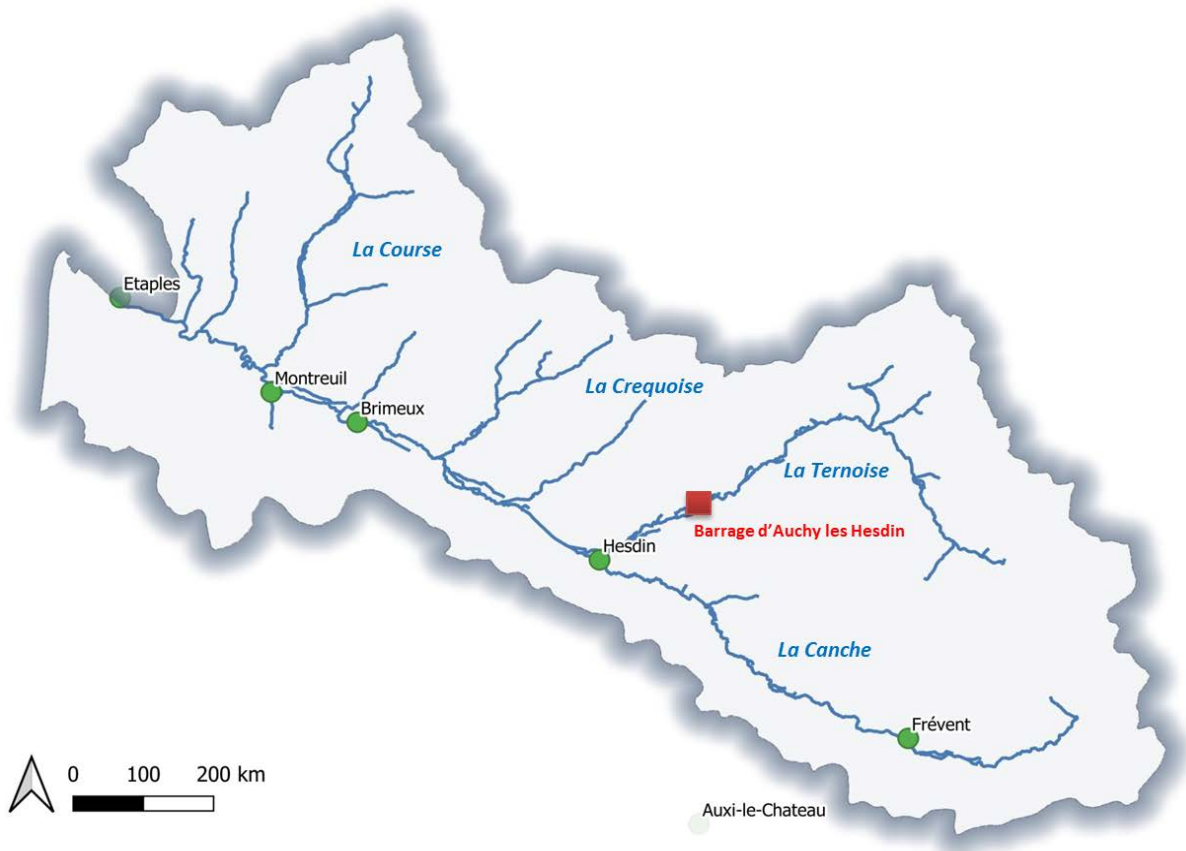 La Course
Etaples
Montreuil
La Crequoise
Brimeux
La Ternoise
Barrage d'Auchy les Hesdin
Hesdin
La Canche
Frévent
0 100 200 km
Auxi-le-Chateau